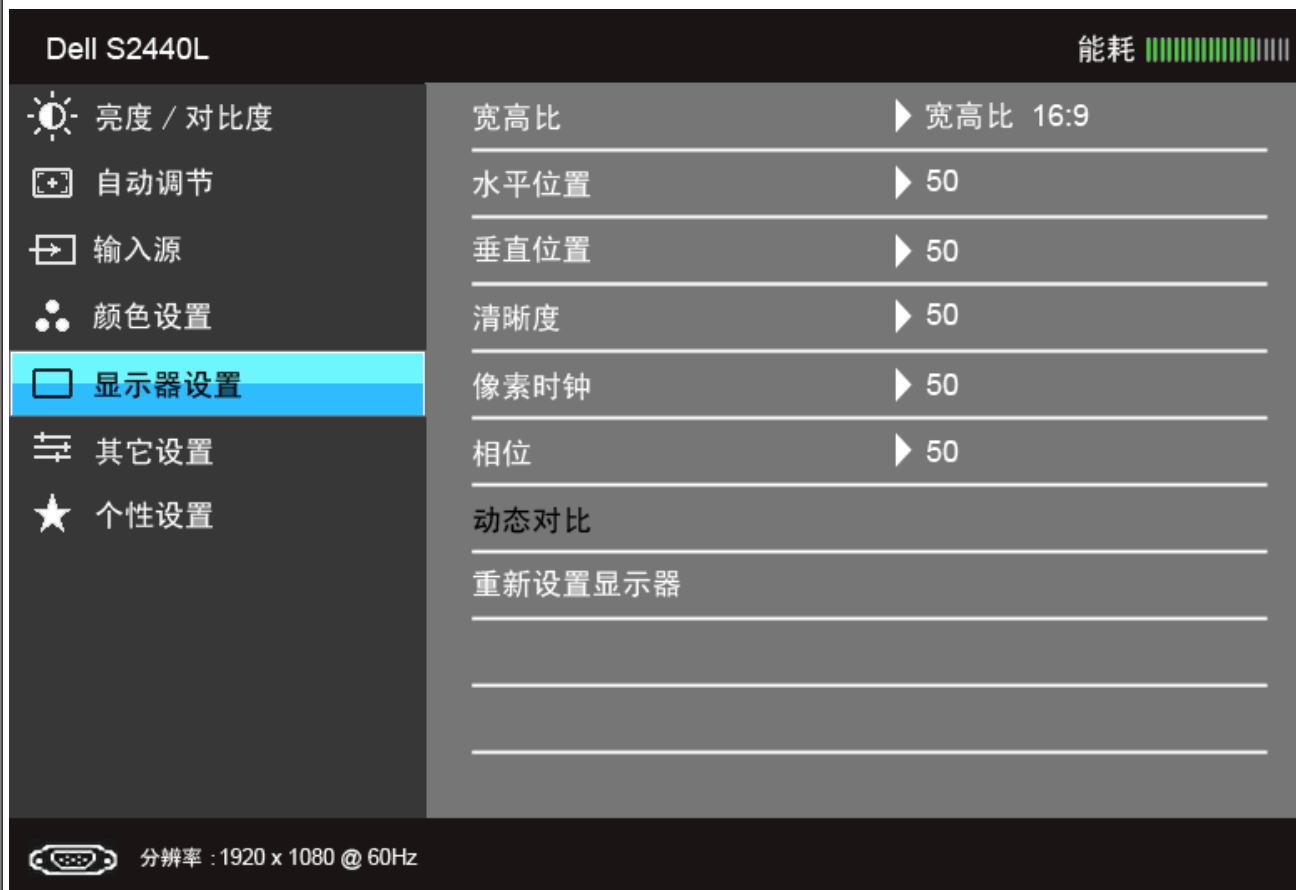 Dell S2440L
能耗
亮度 / 对比度
宽高比
宽高比 16:9
自动调节
水平位置
50
输入源
垂直位置
50
颜色设置
清晰度
50
显示器设置
像素时钟
50
其它设置
相位
50
个性设置
动态对比
重新设置显示器
分辨率 : 1920 x 1080 @ 60Hz